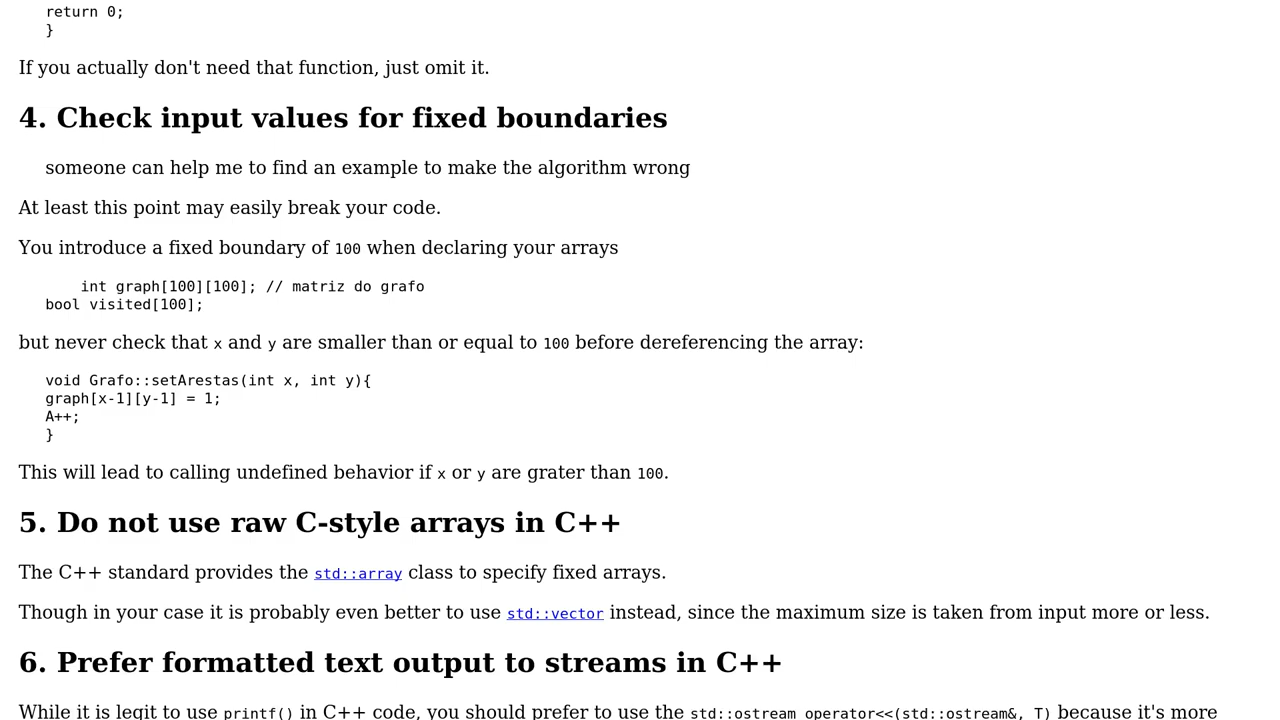 return 0;
}
If you actually don't need that function, just omit it.
4. Check input values for fixed boundaries
someone can help me to find an example to make the algorithm wrong
At least this point may easily break your code.
You introduce a fixed boundary of 100 when declaring your arrays
int graph[100][100]; // matriz do grafo
bool visited[100];
but never check that x and y are smaller than or equal to 100 before dereferencing the array:
void Grafo::setArestas(int x, int y){
graph[x-1][y-1] = 1;
A++;
}
This will lead to calling undefined behavior if x or y are grater than 100.
5. Do not use raw C-style arrays in C++
The C++ standard provides the std::array class to specify fixed arrays.
Though in your case it is probably even better to use std::vector instead, since the maximum size is taken from input more or less.
6. Prefer formatted text output to streams in C++
While it is legit to use printf() in C++ code, you should prefer to use the std::ostream operator<<(std::ostream&, T) because it's more